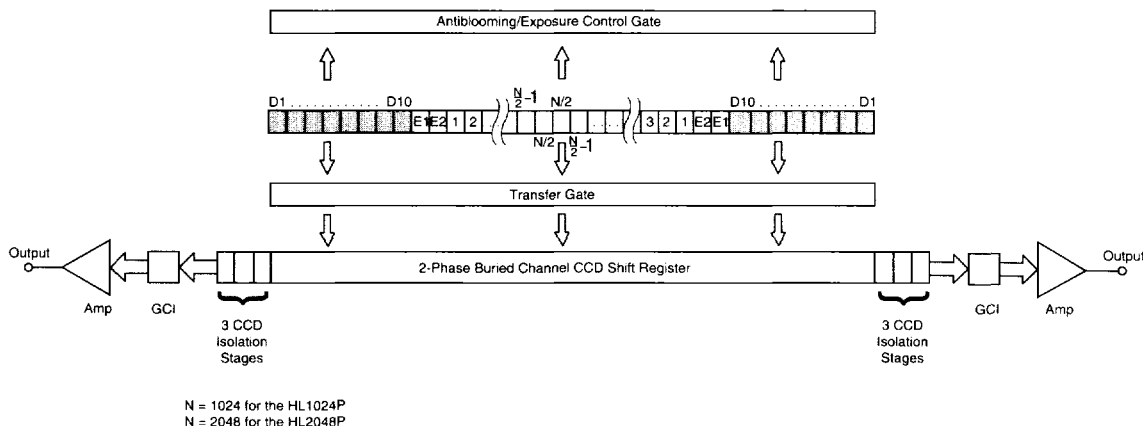 Antiblooming/Exposure Control Gate
D1 . . . . . . . . . . . D10
N/2-1
N/2
D10 . . . . . . . . . . . . D1
E1 E2 1 2
3 2 1 E2 E1
N/2
N/2-1
Transfer Gate
Output
2-Phase Buried Channel CCD Shift Register
Output
Amp
GCI
GCI
Amp
3 CCD
Isolation
Stages
3 CCD
Isolation
Stages
N = 1024 for the HL1024P
N = 2048 for the HL2048P